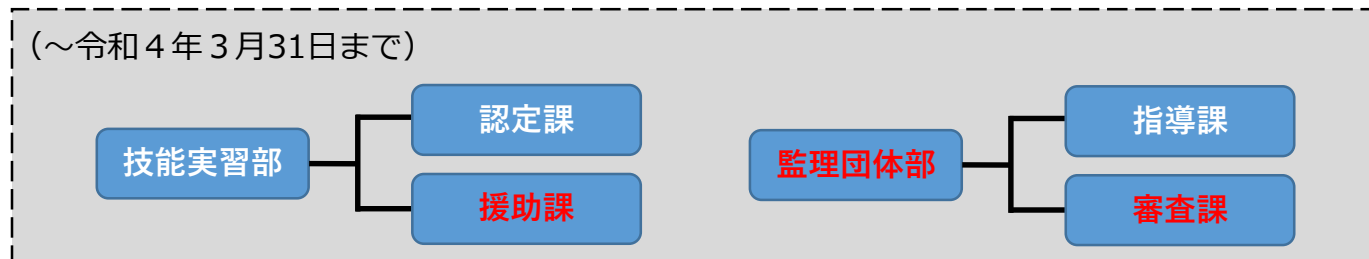 （～令和４年３月31日まで）
技能実習部
認定課
援助課
監理団体部
指導課
審査課